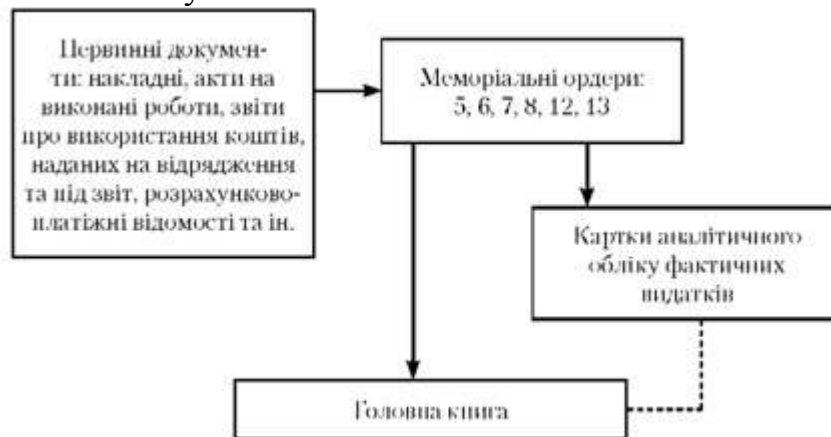 Первинні докумен-
ти: накладні, акти на
виконані роботи, звіти
про використання коштів,
наданих на відрядження
та під звіт, розрахунково-
платіжні відомості та ін.
Меморіальні ордери:
5, 6, 7, 8, 12, 13
Картки аналітичного
обліку фактичних
видатків
Головна книга